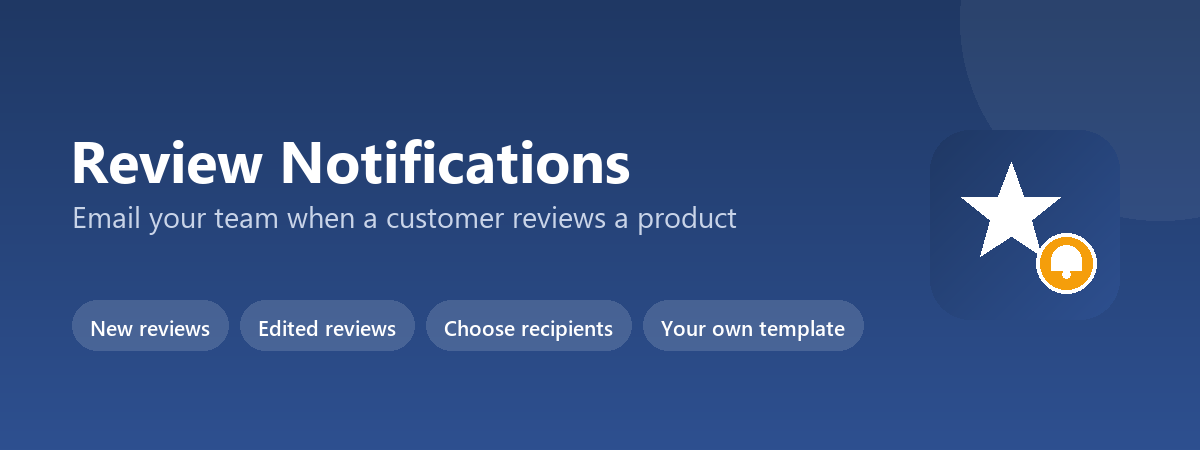 Review Notifications
Email your team when a customer reviews a product
New reviews
Edited reviews
Choose recipients
Your own template